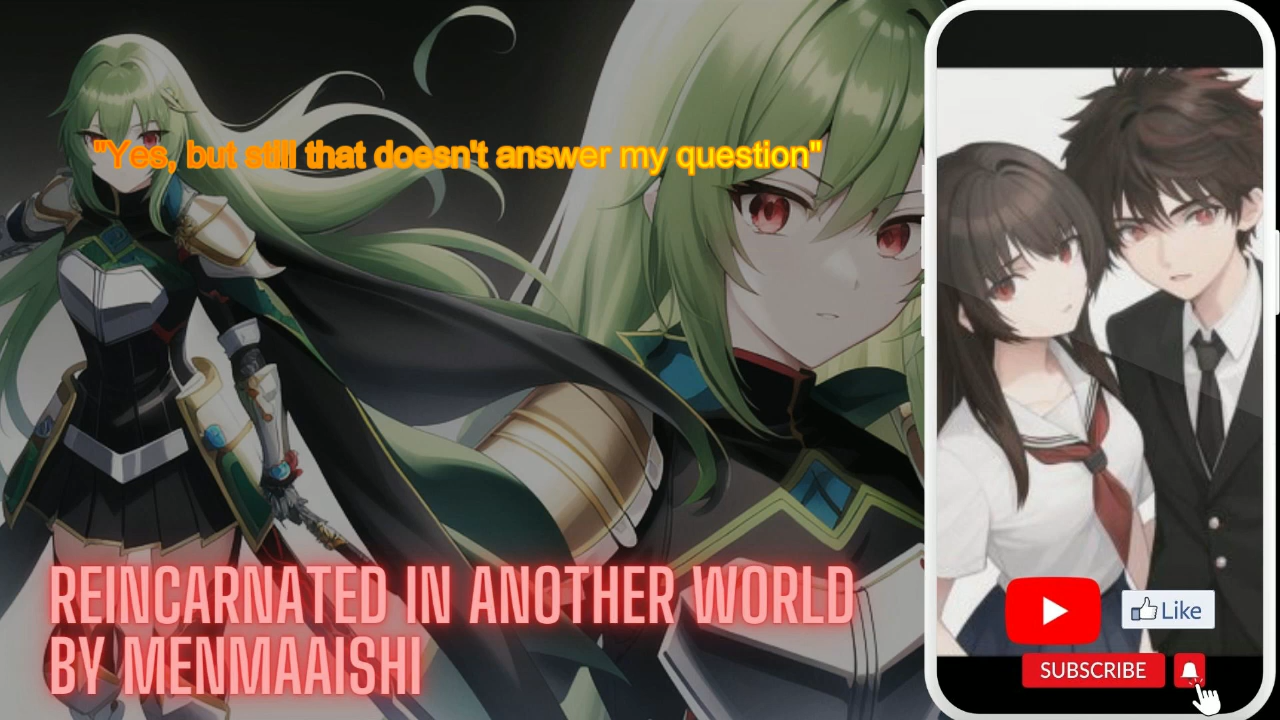 "Yes, but still that doesn't answer my question"
REINCARNATED IN ANOTHER WORLD
BY MENMAAISHI
Like
SUBSCRIBE